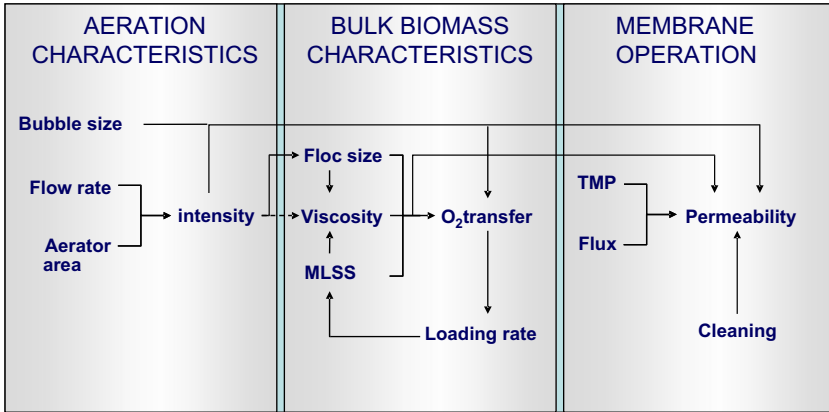 AERATION
CHARACTERISTICS
BULK BIOMASS
CHARACTERISTICS
MEMBRANE
OPERATION
Bubble size
Flow rate
Aerator
area
intensity
Floc size
Viscosity
MLSS
O₂transfer
Loading rate
TMP
Flux
Permeability
Cleaning